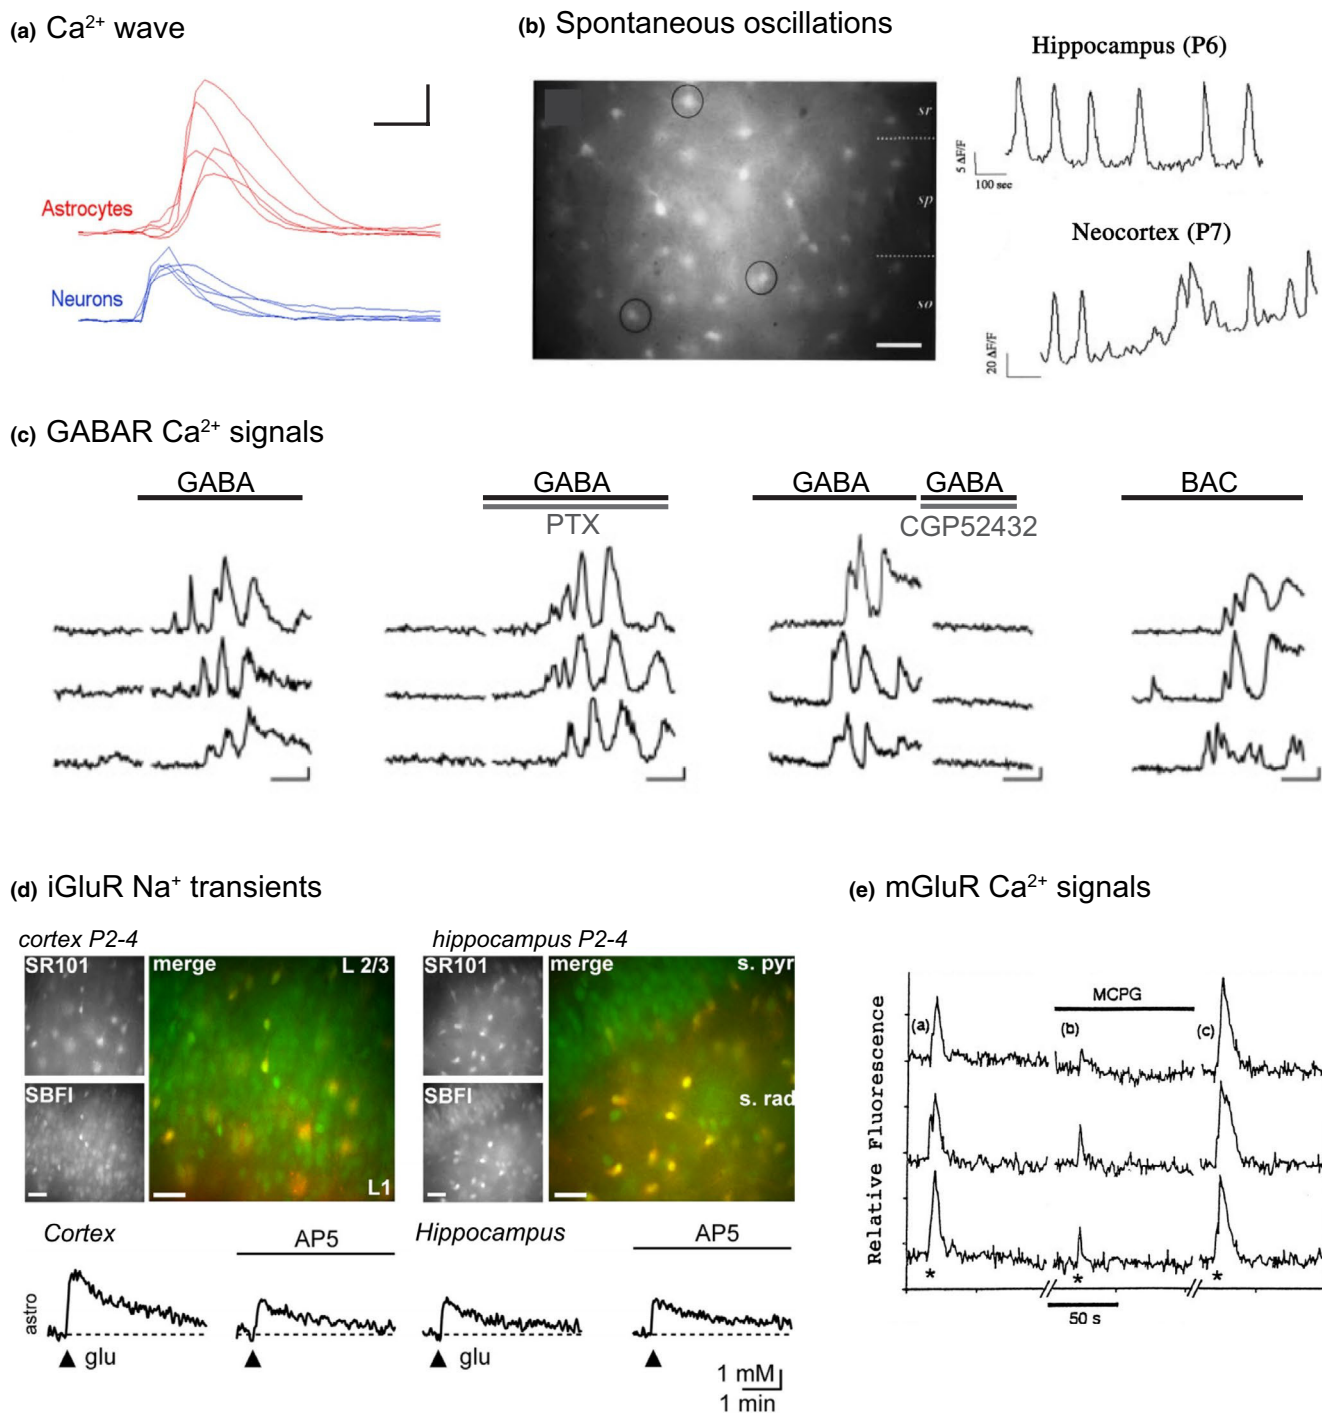 (a) Ca²⁺ wave
Astrocytes
Neurons
(b) Spontaneous oscillations
sr
sp
so
Hippocampus (P6)
5 ΔF/F
100 sec
Neocortex (P7)
20 ΔF/F
(c) GABAR Ca²⁺ signals
GABA
GABA
PTX
GABA
GABA
CGP52432
BAC
(d) iGluR Na⁺ transients
cortex P2-4
SR101
merge
L 2/3
SBFI
L1
hippocampus P2-4
SR101
merge
s. pyr
SBFI
s. rad
Cortex
AP5
Hippocampus
AP5
astro
glu
glu
1 mM
1 min
(e) mGluR Ca²⁺ signals
Relative Fluorescence
MCPG
(a)
(b)
(c)
*
*
*
50 s